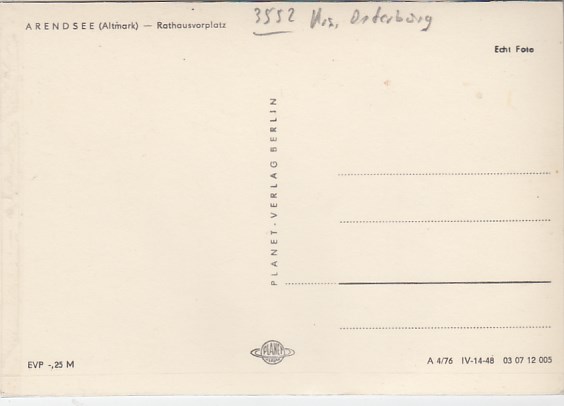 ARENDSEE (Altmark) — Rathausvorplatz
3552 Krs. Osterburg
Echt Foto
PLANET-VERLAG BERLIN
PLANET
EVP -,25 M
A 4/76 IV-14-48 03 07 12 005